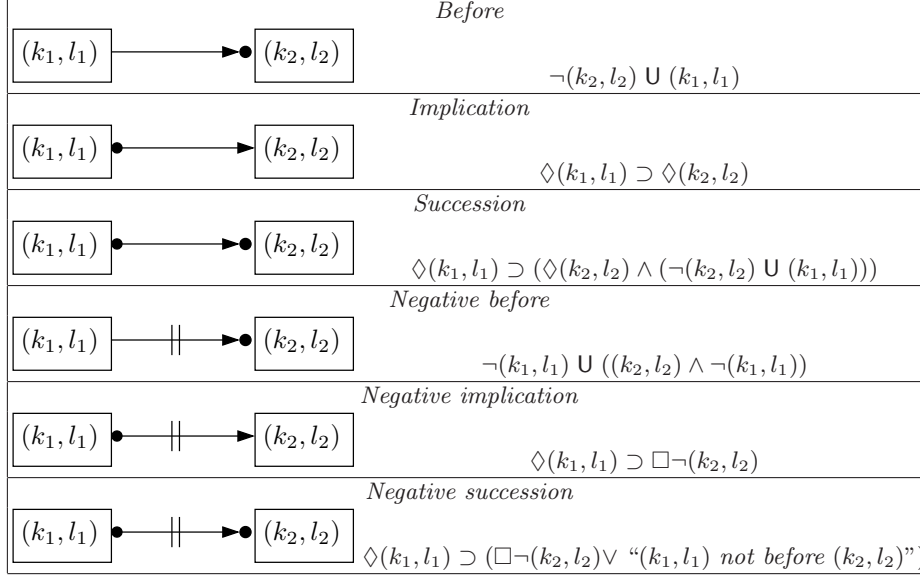 Before
(k₁, l₁) (k₂, l₂)
¬(k₂, l₂) U (k₁, l₁)
Implication
(k₁, l₁) (k₂, l₂)
◊(k₁, l₁) ⊃ ◊(k₂, l₂)
Succession
(k₁, l₁) (k₂, l₂)
◊(k₁, l₁) ⊃ (◊(k₂, l₂) ∧ (¬(k₂, l₂) U (k₁, l₁)))
Negative before
(k₁, l₁) (k₂, l₂)
¬(k₁, l₁) U ((k₂, l₂) ∧ ¬(k₁, l₁))
Negative implication
(k₁, l₁) (k₂, l₂)
◊(k₁, l₁) ⊃ □¬(k₂, l₂)
Negative succession
(k₁, l₁) (k₂, l₂)
◊(k₁, l₁) ⊃ (□¬(k₂, l₂)∨ “(k₁, l₁) not before (k₂, l₂)”)